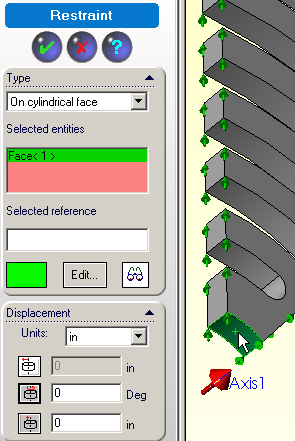 Restraint
Type
On cylindrical face
Selected entities
Face< 1 >
Selected reference
Edit...
Displacement
Units:
in
0
in
0
Deg
0
in
Axis1